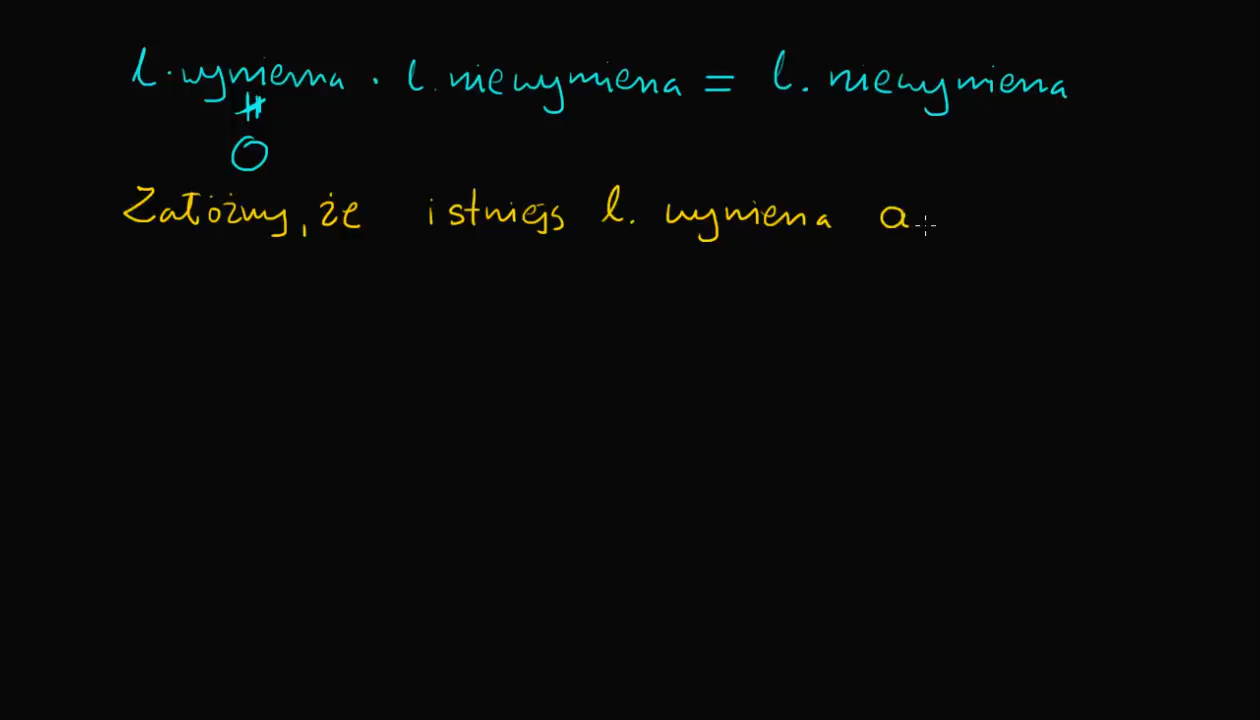 l. wymierna · l. niewymierna = l. niewymierna
≠
0
Załóżmy, że istnieją l. wymierna a